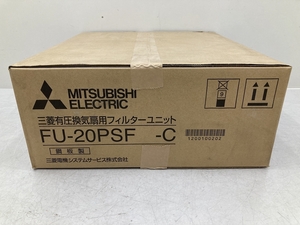 MITSUBISHI
ELECTRIC
三菱有圧換気扇用フィルターユニット
FU-20PSF -C
鋼板製
三菱電機システムサービス株式会社